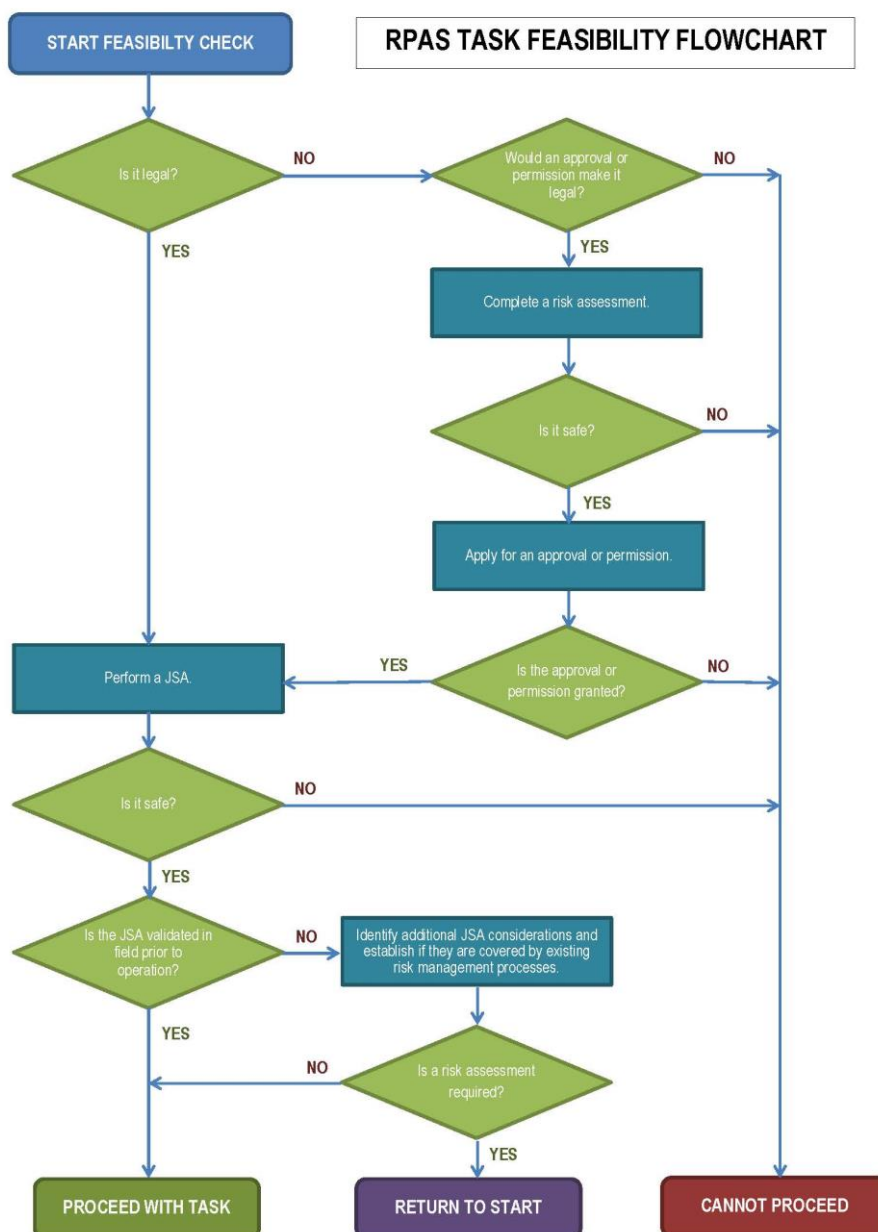 START FEASIBILTY CHECK
RPAS TASK FEASIBILITY FLOWCHART
Is it legal?
NO
Would an approval or
permission make it
legal?
NO
YES
YES
Complete a risk assessment.
Is it safe?
NO
YES
Apply for an approval or permission.
Perform a JSA.
YES
Is the approval or
permission granted?
NO
Is it safe?
NO
YES
Is the JSA validated in
field prior to
operation?
NO
Identify additional JSA considerations and
establish if they are covered by existing
risk management processes.
YES
NO
Is a risk assessment
required?
YES
PROCEED WITH TASK
RETURN TO START
CANNOT PROCEED